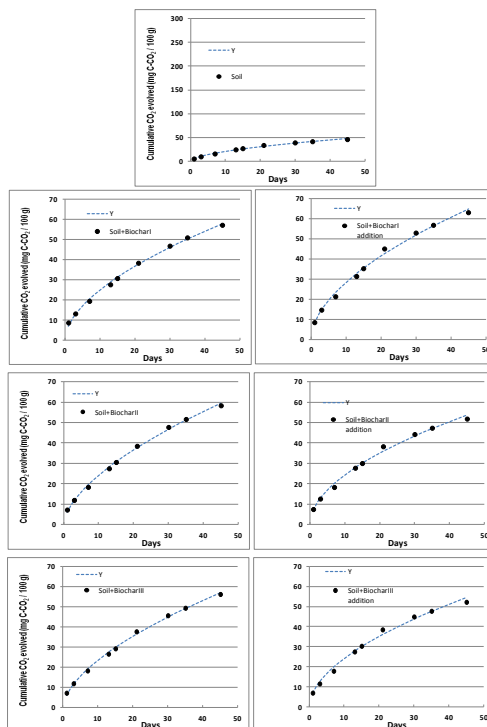 Cumulative CO₂ evolved (mg C-CO₂ / 100 g)
300
250
200
150
100
50
0
Y
Soil
0 10 20 30 40 50
Days
Cumulative CO₂ evolved (mg C-CO₂ / 100 g)
70
60
50
40
30
20
10
0
Y
Soil+BiocharI
0 10 20 30 40 50
Days
70
60
50
40
30
20
10
0
Y
Soil+BiocharI
addition
0 10 20 30 40 50
Days
Cumulative CO₂ evolved (mg C-CO₂ / 100 g)
70
60
50
40
30
20
10
0
Y
Soil+BiocharII
0 10 20 30 40 50
Days
70
60
50
40
30
20
10
0
Y
Soil+BiocharII
addition
0 10 20 30 40 50
Days
Cumulative CO₂ evolved (mg C-CO₂ / 100g)
70
60
50
40
30
20
10
0
Y
Soil+BiocharIII
0 10 20 30 40 50
Days
70
60
50
40
30
20
10
0
Y
Soil+BiocharIII
addition
0 10 20 30 40 50
Days